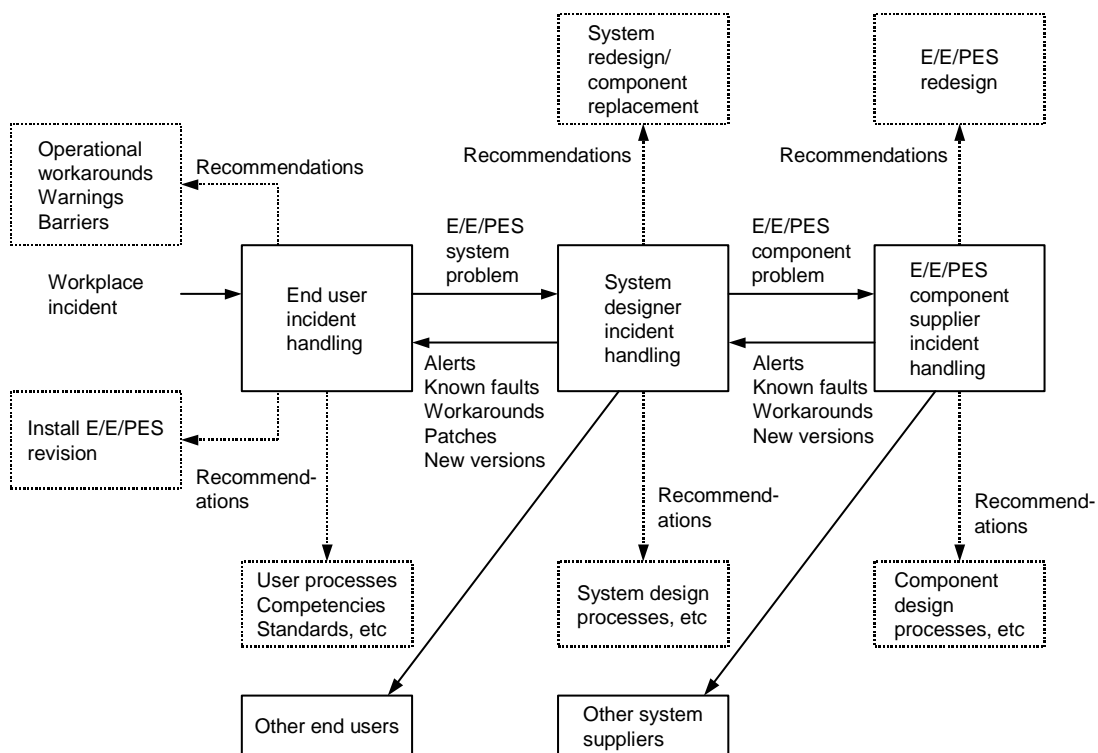 System
redesign/
component
replacement
E/E/PES
redesign
Operational
workarounds
Warnings
Barriers
Recommendations
Recommendations
Recommendations
Workplace
incident
End user
incident
handling
E/E/PES
system
problem
System
designer
incident
handling
E/E/PES
component
problem
E/E/PES
component
supplier
incident
handling
Alerts
Known faults
Workarounds
Patches
New versions
Alerts
Known faults
Workarounds
New versions
Install E/E/PES
revision
Recommend-
ations
Recommend-
ations
Recommend-
ations
User processes
Competencies
Standards, etc
System design
processes, etc
Component
design
processes, etc
Other end users
Other system
suppliers